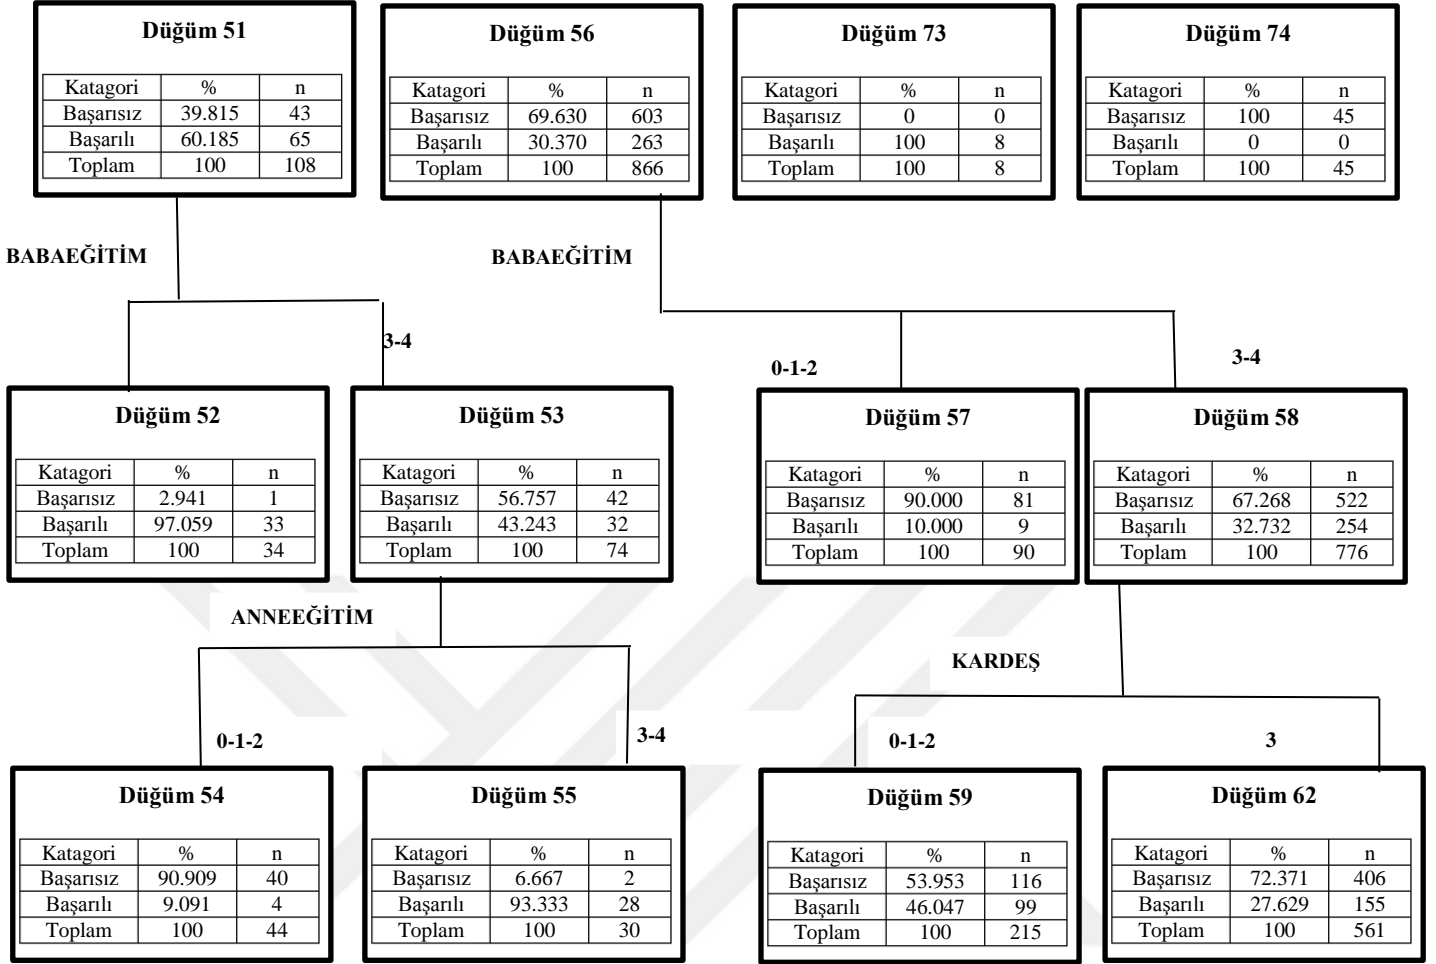 Düğüm 51
Katagori % n
Başarısız 39.815 43
Başarılı 60.185 65
Toplam 100 108
Düğüm 56
Katagori % n
Başarısız 69.630 603
Başarılı 30.370 263
Toplam 100 866
Düğüm 73
Katagori % n
Başarısız 0 0
Başarılı 100 8
Toplam 100 8
Düğüm 74
Katagori % n
Başarısız 100 45
Başarılı 0 0
Toplam 100 45
BABAEĞİTİM
BABAEĞİTİM
3-4
0-1-2
3-4
Düğüm 52
Katagori % n
Başarısız 2.941 1
Başarılı 97.059 33
Toplam 100 34
Düğüm 53
Katagori % n
Başarısız 56.757 42
Başarılı 43.243 32
Toplam 100 74
Düğüm 57
Katagori % n
Başarısız 90.000 81
Başarılı 10.000 9
Toplam 100 90
Düğüm 58
Katagori % n
Başarısız 67.268 522
Başarılı 32.732 254
Toplam 100 776
ANNEEĞİTİM
KARDEŞ
0-1-2
3-4
0-1-2
3
Düğüm 54
Katagori % n
Başarısız 90.909 40
Başarılı 9.091 4
Toplam 100 44
Düğüm 55
Katagori % n
Başarısız 6.667 2
Başarılı 93.333 28
Toplam 100 30
Düğüm 59
Katagori % n
Başarısız 53.953 116
Başarılı 46.047 99
Toplam 100 215
Düğüm 62
Katagori % n
Başarısız 72.371 406
Başarılı 27.629 155
Toplam 100 561